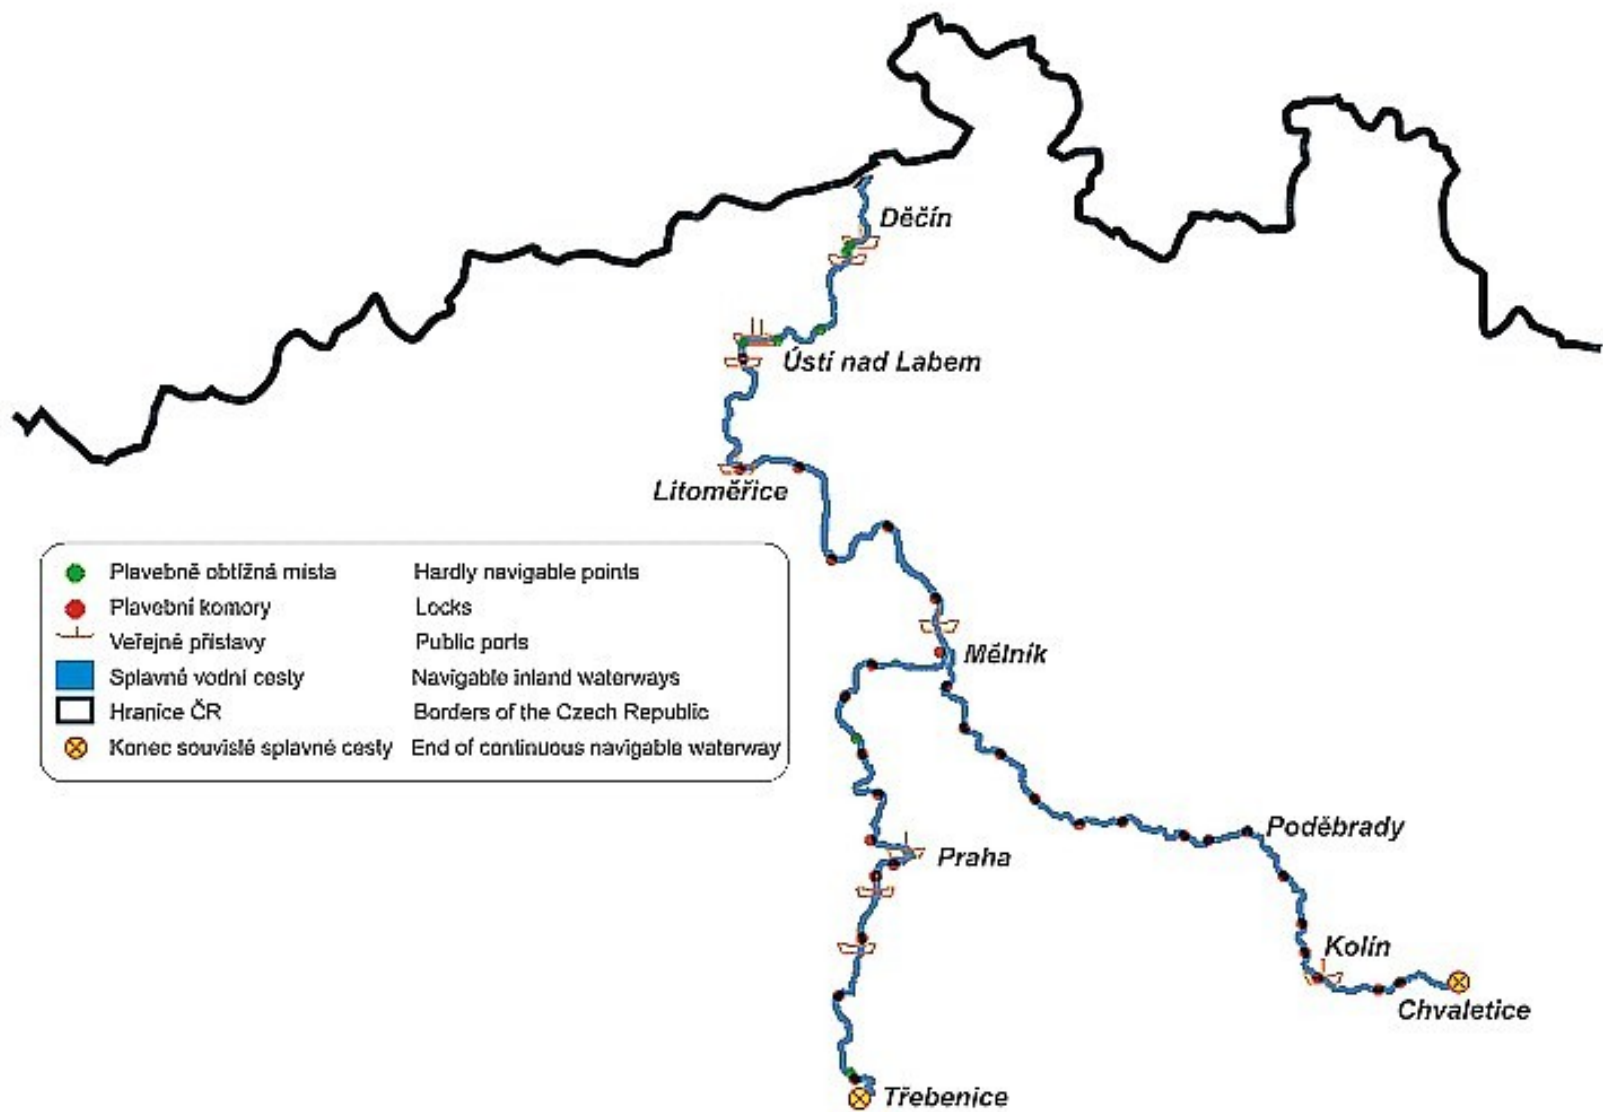 Děčín
Ústí nad Labem
Litoměřice
Plavebně obtížná místa Hardly navigable points
Plavební komory Locks
Veřejné přístavy Public ports
Splavné vodní cesty Navigable inland waterways
Hranice ČR Borders of the Czech Republic
Konec souvislé splavné cesty End of continuous navigable waterway
Mělník
Poděbrady
Praha
Kolín
Chvaletice
Třebenice